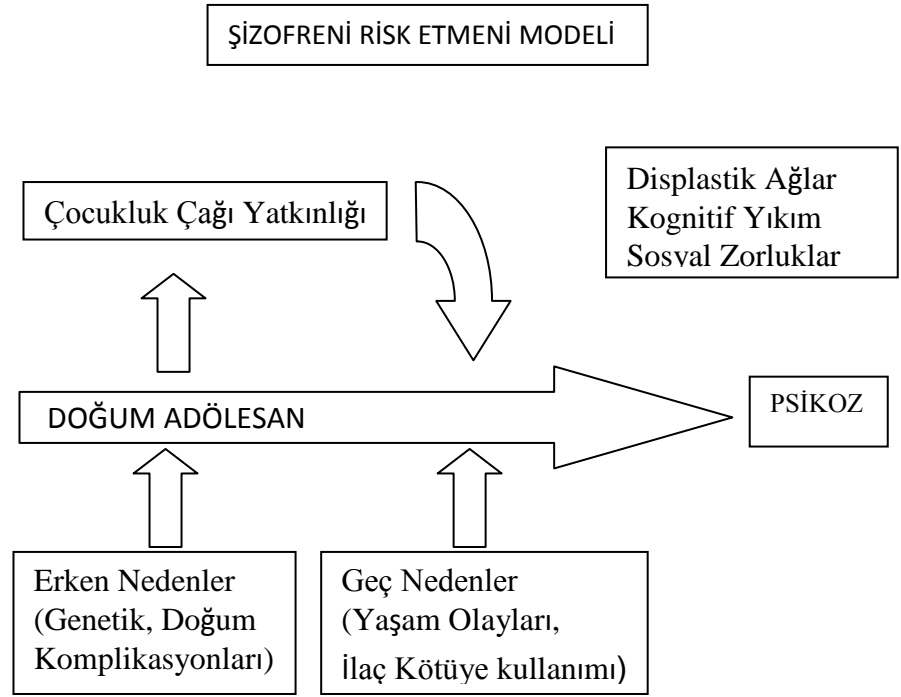 ŞİZOFRENİ RİSK ETMENİ MODELİ
Çocukluk Çağı Yatkınlığı
Displastik Ağlar
Kognitif Yıkım
Sosyal Zorluklar
DOĞUM ADÖLESAN
PSİKOZ
Erken Nedenler
(Genetik, Doğum
Komplikasyonları)
Geç Nedenler
(Yaşam Olayları,
İlaç Kötüye kullanımı)